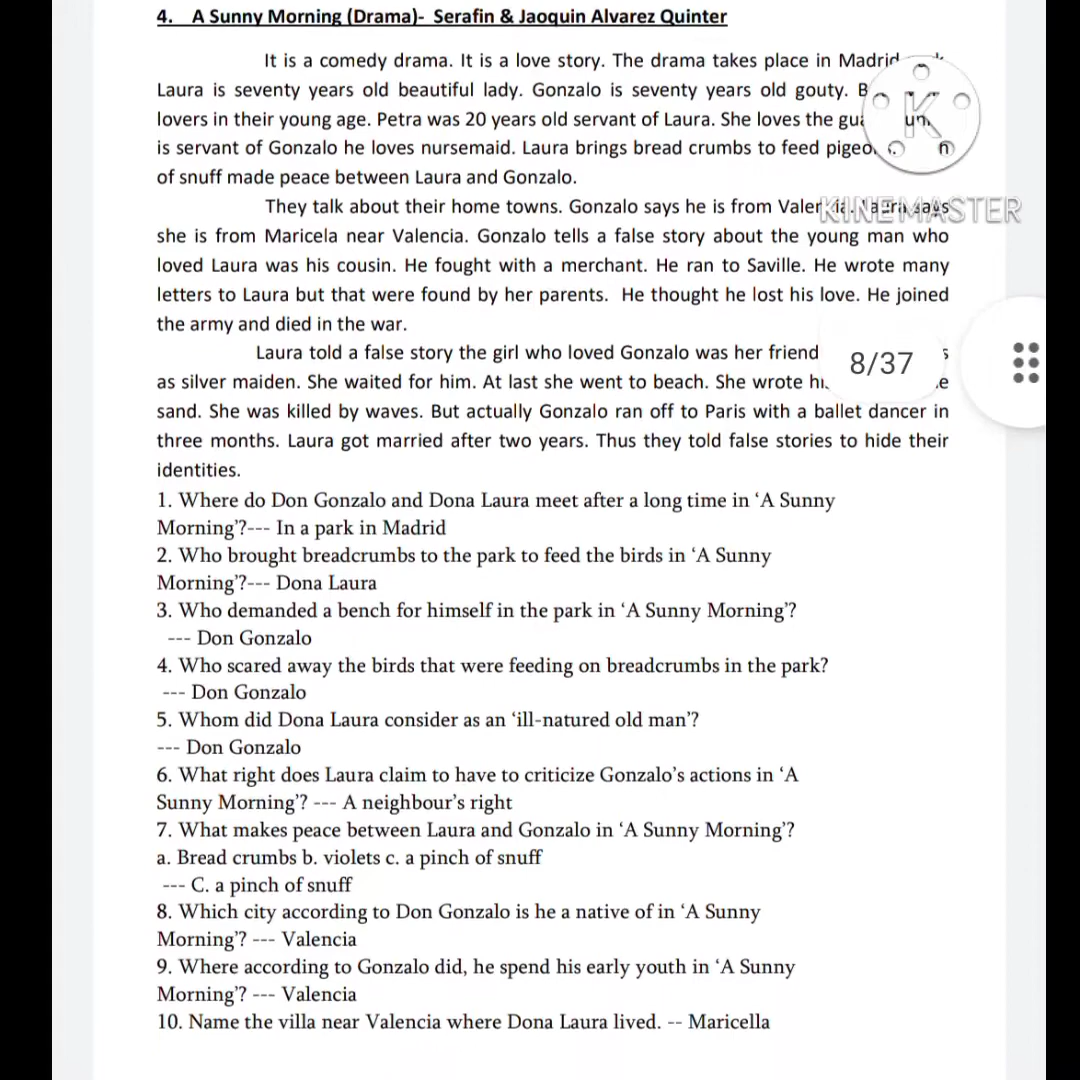 4. A Sunny Morning (Drama)- Serafin & Jaoquin Alvarez Quinter
It is a comedy drama. It is a love story. The drama takes place in Madrid
Laura is seventy years old beautiful lady. Gonzalo is seventy years old gouty.
lovers in their young age. Petra was 20 years old servant of Laura. She loves the
is servant of Gonzalo he loves nursemaid. Laura brings bread crumbs to feed
of snuff made peace between Laura and Gonzalo.
They talk about their home towns. Gonzalo says he is from Valencia. Laura says
KINEMASTER
she is from Maricela near Valencia. Gonzalo tells a false story about the young man who
loved Laura was his cousin. He fought with a merchant. He ran to Saville. He wrote many
letters to Laura but that were found by her parents. He thought he lost his love. He joined
the army and died in the war.
Laura told a false story the girl who loved Gonzalo was her friend
8/37
as silver maiden. She waited for him. At last she went to beach. She wrote
sand. She was killed by waves. But actually Gonzalo ran off to Paris with a ballet dancer in
three months. Laura got married after two years. Thus they told false stories to hide their
identities.
1. Where do Don Gonzalo and Dona Laura meet after a long time in ‘A Sunny
Morning’?--- In a park in Madrid
2. Who brought breadcrumbs to the park to feed the birds in ‘A Sunny
Morning’?--- Dona Laura
3. Who demanded a bench for himself in the park in ‘A Sunny Morning’?
--- Don Gonzalo
4. Who scared away the birds that were feeding on breadcrumbs in the park?
--- Don Gonzalo
5. Whom did Dona Laura consider as an ‘ill-natured old man’?
--- Don Gonzalo
6. What right does Laura claim to have to criticize Gonzalo’s actions in ‘A
Sunny Morning’? --- A neighbour’s right
7. What makes peace between Laura and Gonzalo in ‘A Sunny Morning’?
a. Bread crumbs b. violets c. a pinch of snuff
--- C. a pinch of snuff
8. Which city according to Don Gonzalo is he a native of in ‘A Sunny
Morning’? --- Valencia
9. Where according to Gonzalo did, he spend his early youth in ‘A Sunny
Morning’? --- Valencia
10. Name the villa near Valencia where Dona Laura lived. -- Maricella